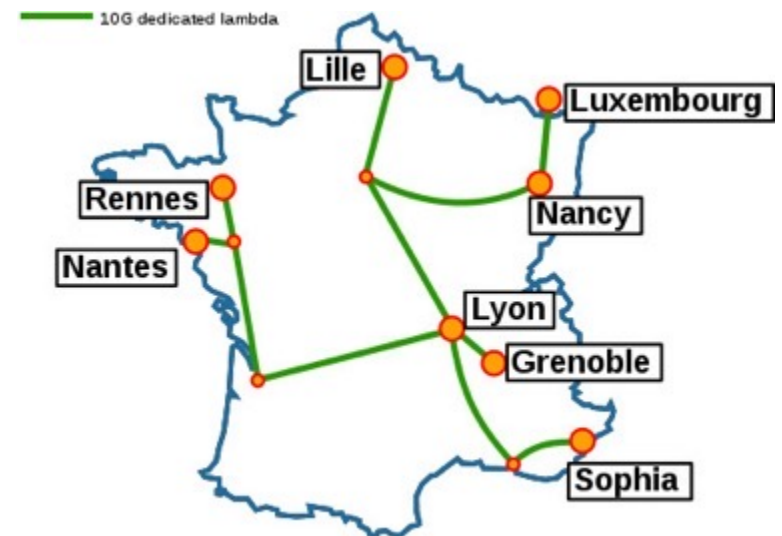 10G dedicated lambda
Lille
Luxembourg
Rennes
Nancy
Nantes
Lyon
Grenoble
Sophia